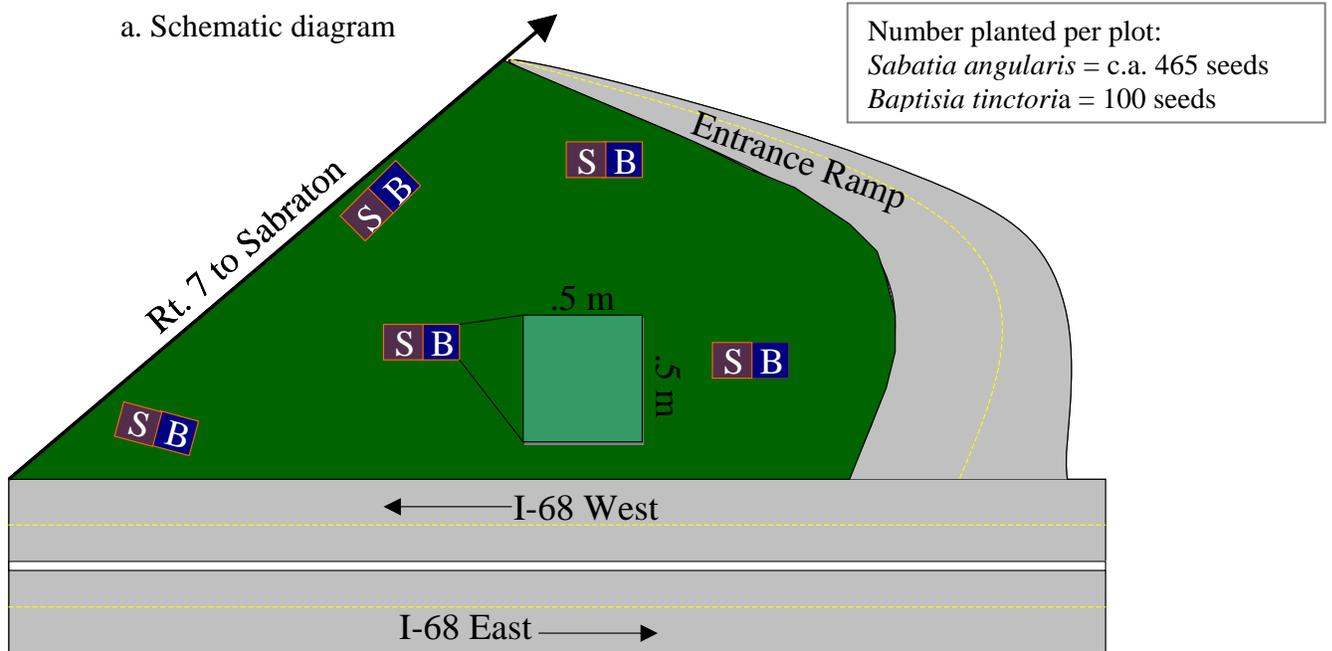 a. Schematic diagram
Number planted per plot:
Sabatia angularis = c.a. 465 seeds
Baptisia tinctoria = 100 seeds
Entrance Ramp
S B
S B
Rt. 7 to Sabraton
.5 m
S B
.5 m
S B
S B
I-68 West
I-68 East